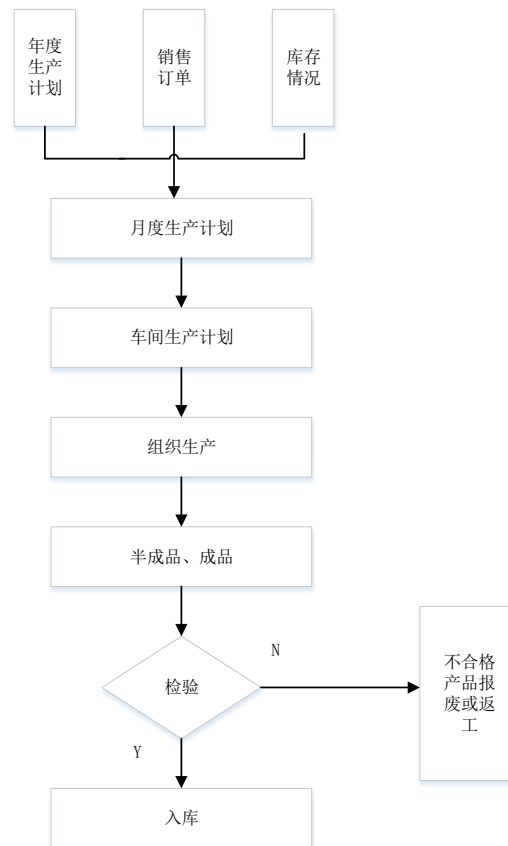 年度
生产
计划
销售
订单
库存
情况
月度生产计划
车间生产计划
组织生产
半成品、成品
N
检验
不合格
产品报
废或返
工
Y
入库